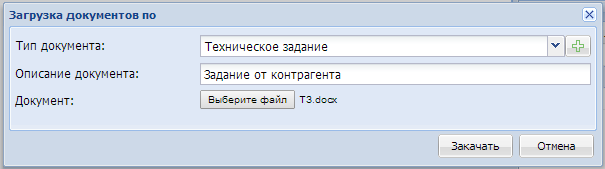 Загрузка документов по
Тип документа: Техническое задание
Описание документа: Задание от контрагента
Документ: Выберите файл ТЗ.docx
Закачать Отмена